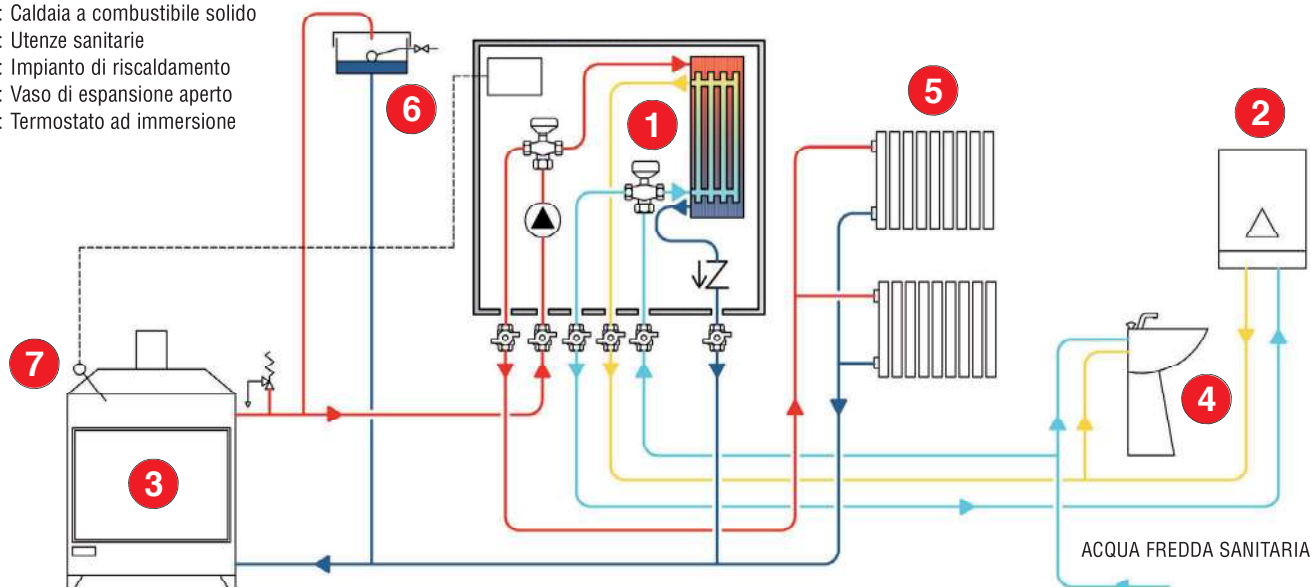 : Caldaia a combustibile solido
: Utenze sanitarie
: Impianto di riscaldamento
: Vaso di espansione aperto
: Termostato ad immersione
6
1
5
2
7
3
4
ACQUA FREDDA SANITARIA